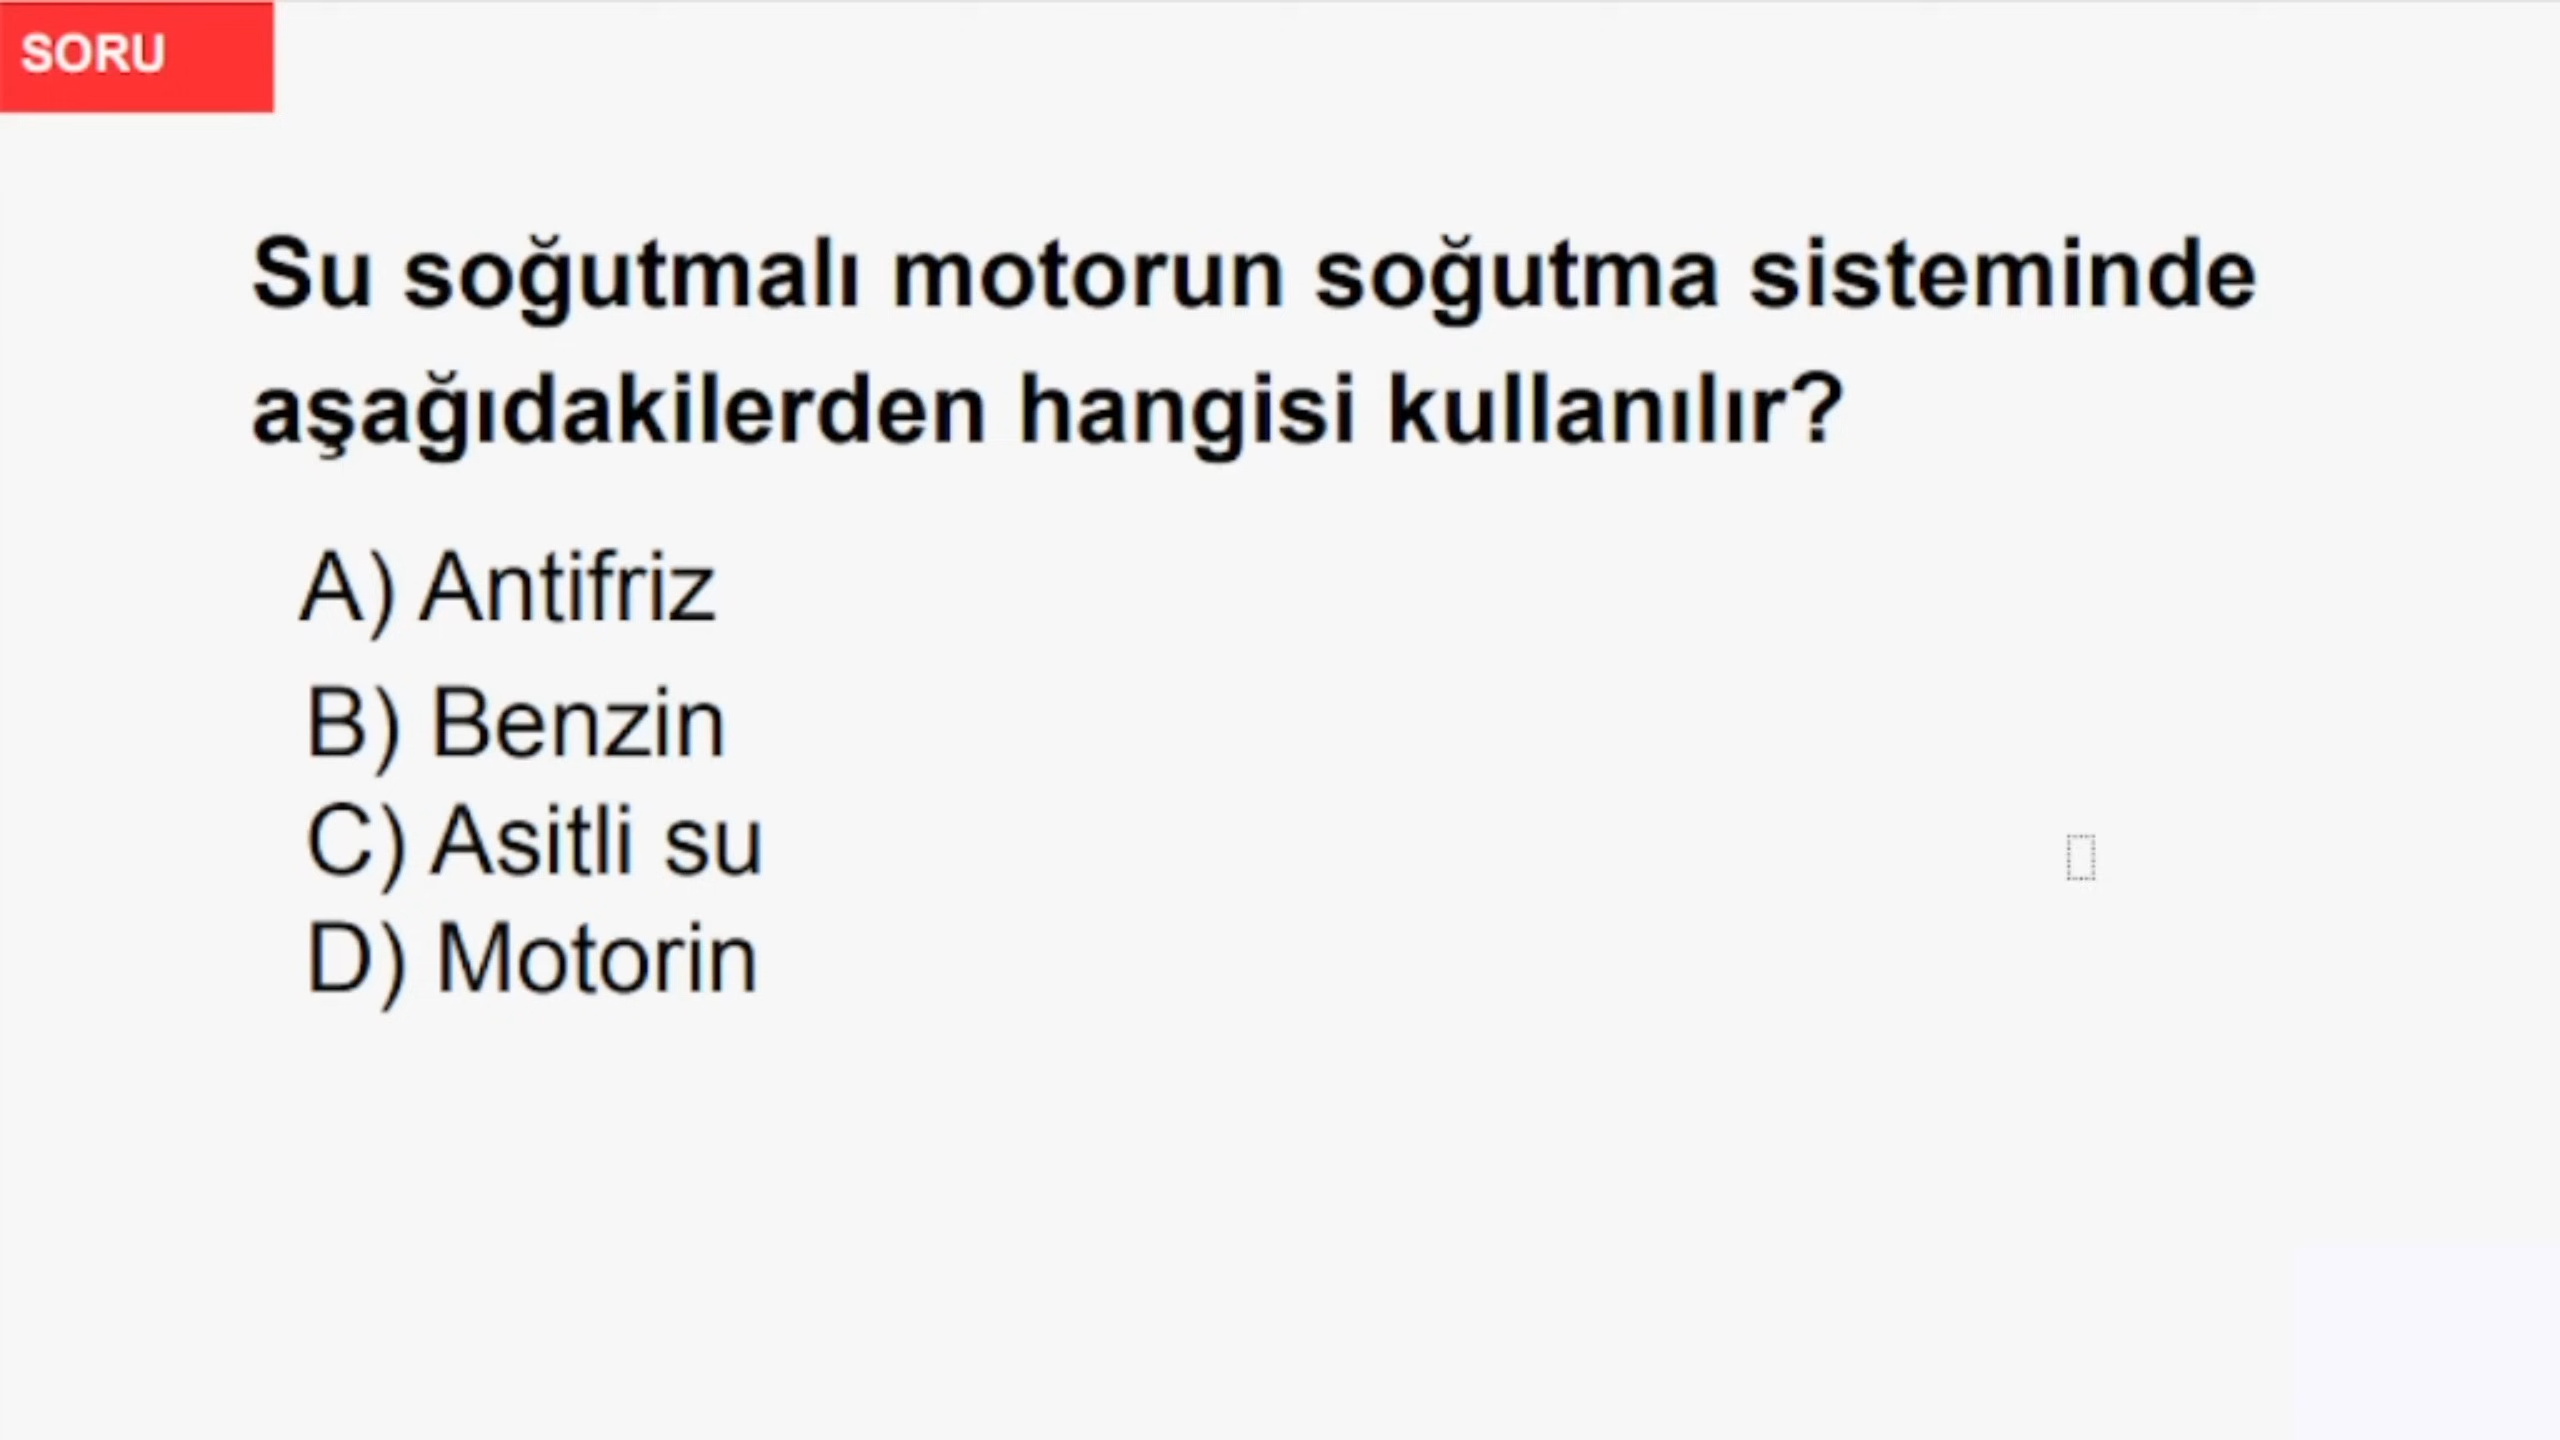 SORU
Su soğutmalı motorun soğutma sisteminde
aşağıdakilerden hangisi kullanılır?
A) Antifriz
B) Benzin
C) Asitli su
D) Motorin